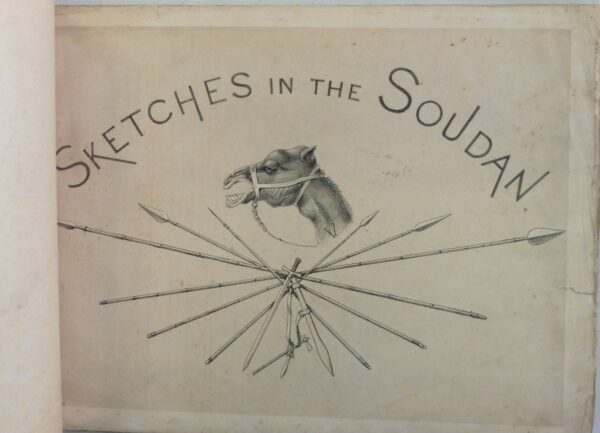 SKETCHES IN THE SOUDAN